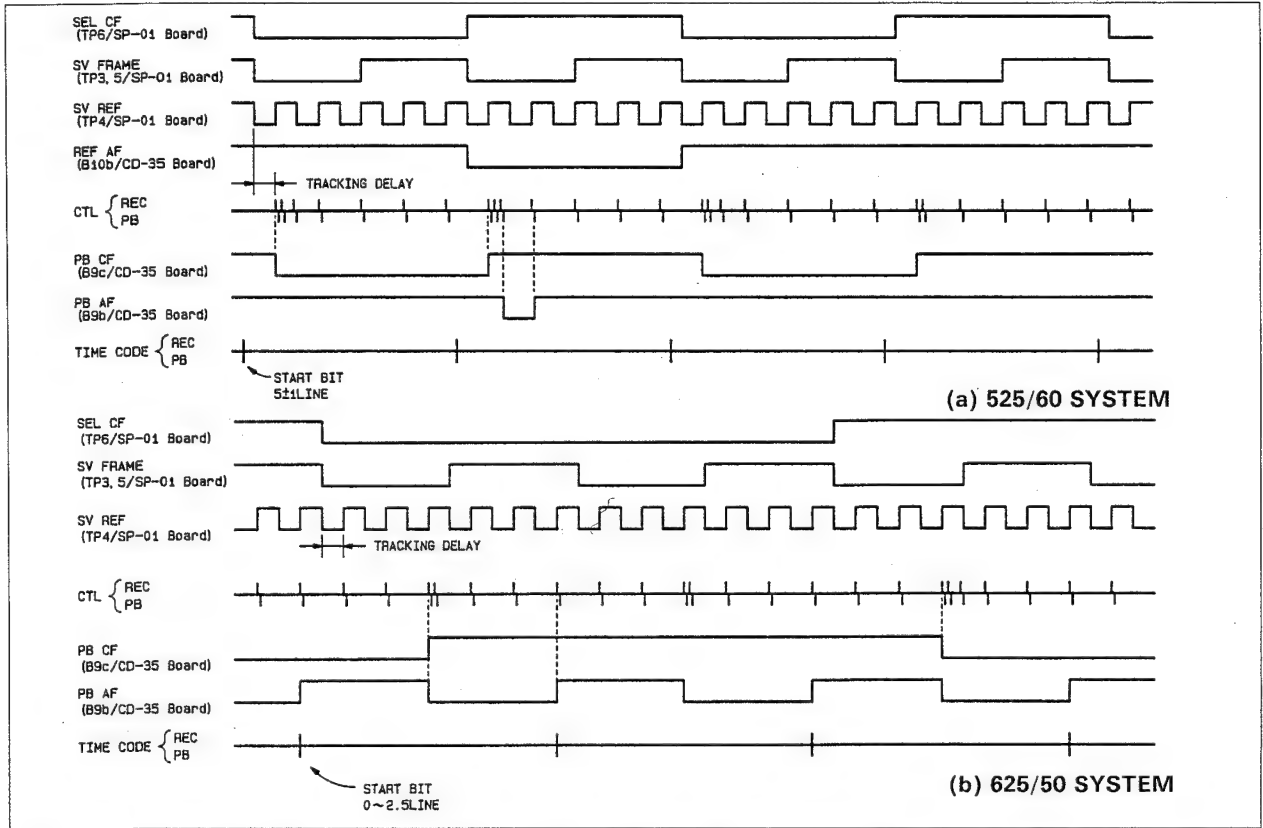 SEL CF
(TP6/SP-01 Board)
SV FRAME
(TP3, 5/SP-01 Board)
SV REF
(TP4/SP-01 Board)
REF AF
(B10b/CD-35 Board)
TRACKING DELAY
CTL { REC
PB
PB CF
(B9c/CD-35 Board)
PB AF
(B9b/CD-35 Board)
TIME CODE { REC
PB
START BIT
5±1LINE
(a) 525/60 SYSTEM
SEL CF
(TP6/SP-01 Board)
SV FRAME
(TP3, 5/SP-01 Board)
SV REF
(TP4/SP-01 Board)
TRACKING DELAY
CTL { REC
PB
PB CF
(B9c/CD-35 Board)
PB AF
(B9b/CD-35 Board)
TIME CODE { REC
PB
START BIT
0~2.5LINE
(b) 625/50 SYSTEM